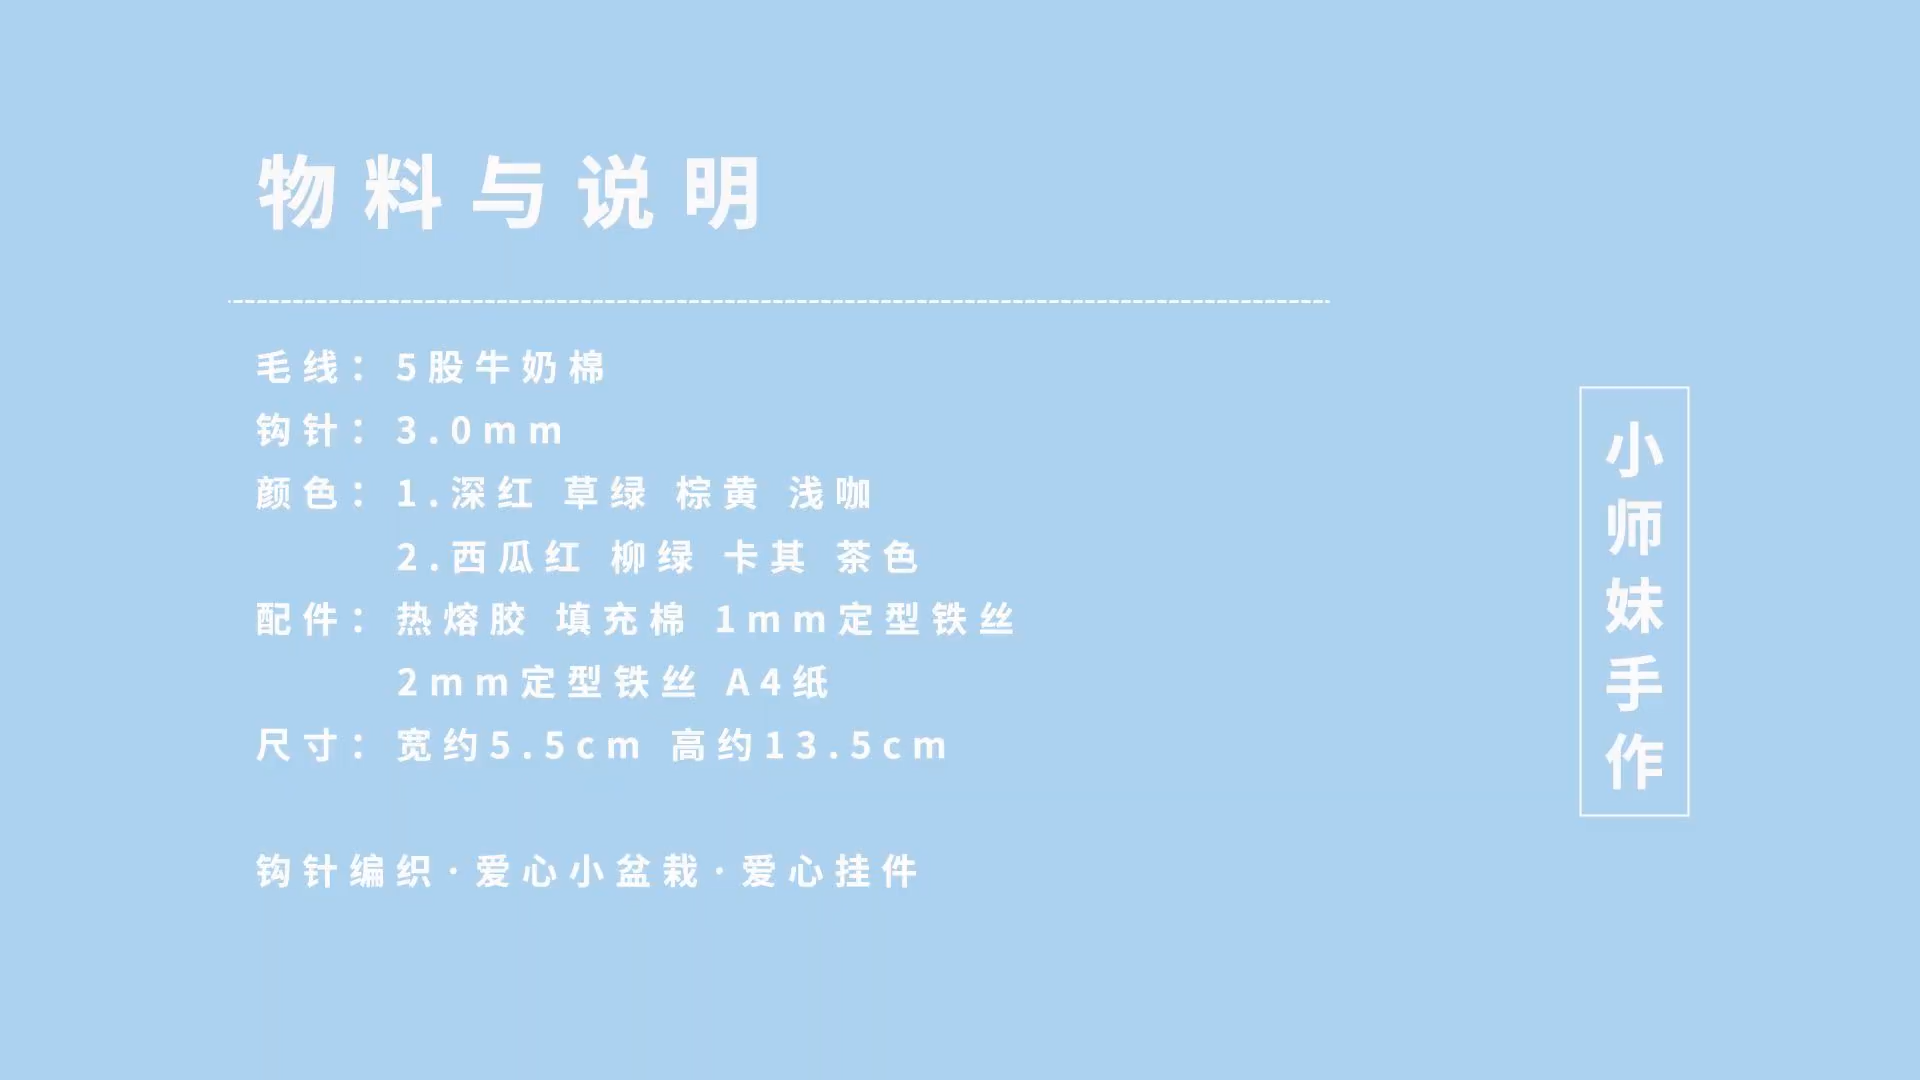 物料与说明
毛线：5股牛奶棉
钩针：3.0mm
颜色：1.深红 草绿 棕黄 浅咖
2.西瓜红 柳绿 卡其 茶色
配件：热熔胶 填充棉 1mm定型铁丝
2mm定型铁丝 A4纸
尺寸：宽约5.5cm 高约13.5cm
钩针编织·爱心小盆栽·爱心挂件
小师妹手作